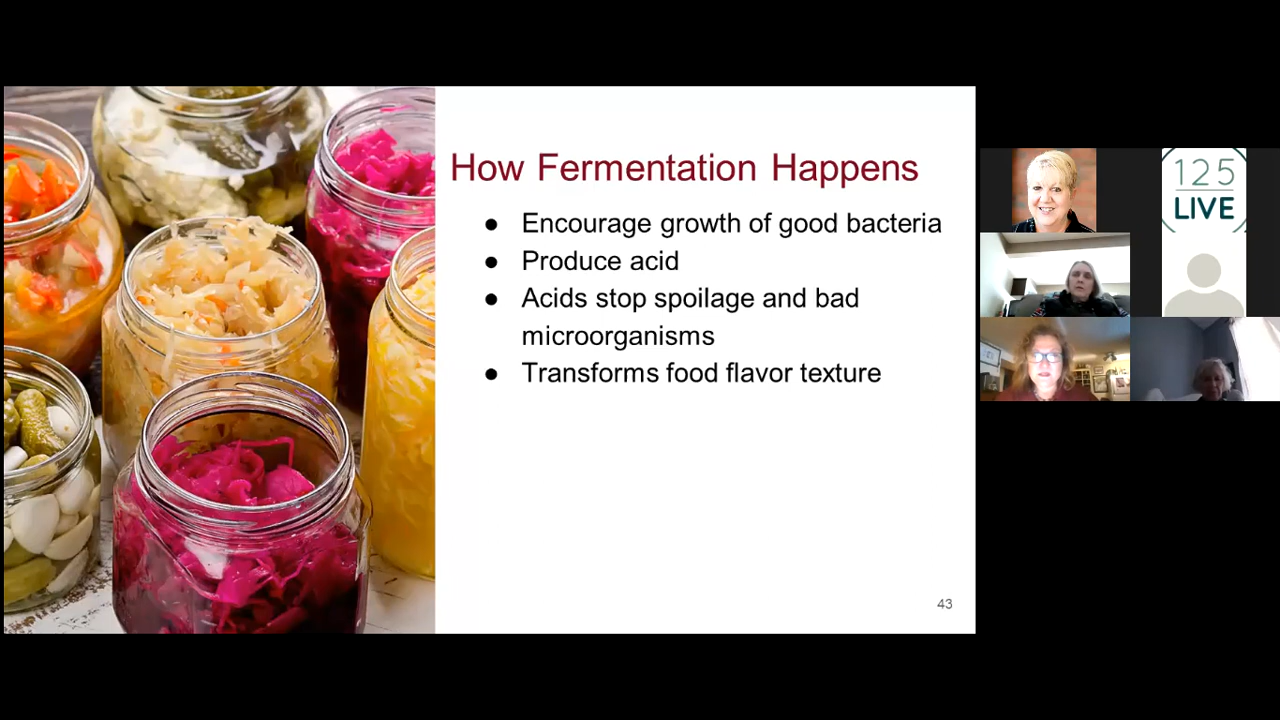 How Fermentation Happens
● Encourage growth of good bacteria
● Produce acid
● Acids stop spoilage and bad
microorganisms
● Transforms food flavor texture
43
125
LIVE